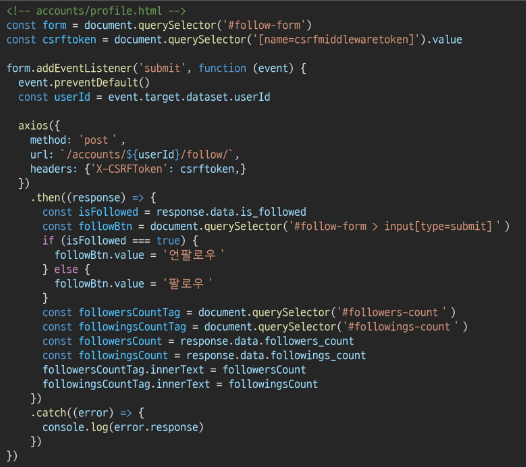 <!-- accounts/profile.html -->
const form = document.querySelector('#follow-form')
const csrftoken = document.querySelector('[name=csrfmiddlewaretoken]').value

form.addEventListener('submit', function (event) {
  event.preventDefault()
  const userId = event.target.dataset.userId

  axios({
    method: 'post',
    url: `/accounts/${userId}/follow/`,
    headers: {'X-CSRFToken': csrftoken,}
  })
    .then((response) => {
      const isFollowed = response.data.is_followed
      const followBtn = document.querySelector('#follow-form > input[type=submit]')
      if (isFollowed === true) {
        followBtn.value = '언팔로우'
      } else {
        followBtn.value = '팔로우'
      }
      const followersCountTag = document.querySelector('#followers-count')
      const followingsCountTag = document.querySelector('#followings-count')
      const followersCount = response.data.followers_count
      const followingsCount = response.data.followings_count
      followersCountTag.innerText = followersCount
      followingsCountTag.innerText = followingsCount
    })
    .catch((error) => {
      console.log(error.response)
    })
})